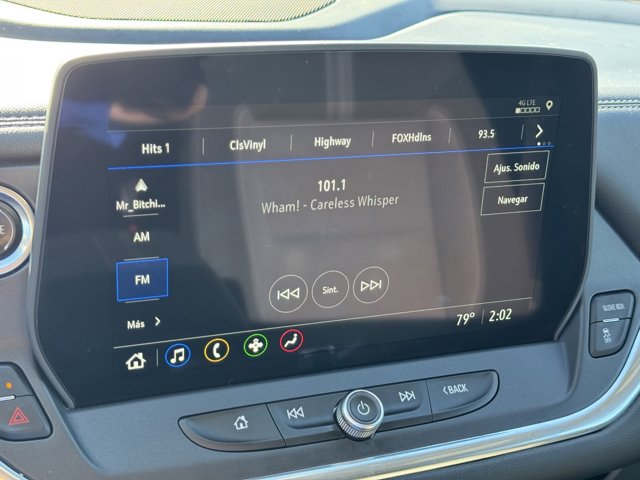 4G LTE
Hits 1 ClsVinyl Highway FOXHdlns 93.5
Mr_Bitchi...
AM
FM
Más
101.1
Wham! - Careless Whisper
Sint.
Ajus. Sonido
Navegar
79° 2:02
BACK
GLOVE BOX
OFF